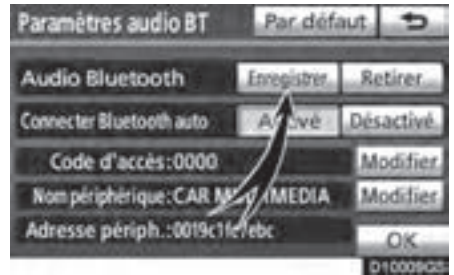 Paramètres audio BT Par défaut
Audio Bluetooth Enregistrer Retirer
Connecter Bluetooth auto Désactivé
Code d'accès:0000 Modifier
Nom périphérique:CAR Modifier
Adresse périph.: OK